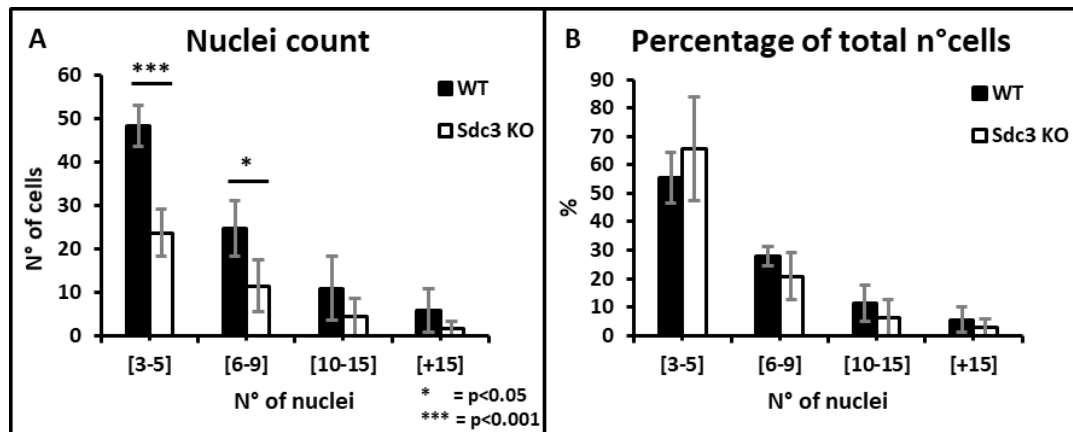 A
Nuclei count
***
*
WT
Sdc3 KO
60
50
40
30
20
10
0
N° of cells
[3-5] [6-9] [10-15] [+15]
N° of nuclei
* = p<0.05
*** = p<0.001
B
Percentage of total n°cells
WT
Sdc3 KO
90
80
70
60
50
40
30
20
10
0
%
[3-5] [6-9] [10-15] [+15]
N° of nuclei